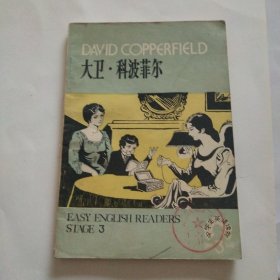 DAVID COPPERFIELD
大卫·科波菲尔
EASY ENGLISH READERS
STAGE 3